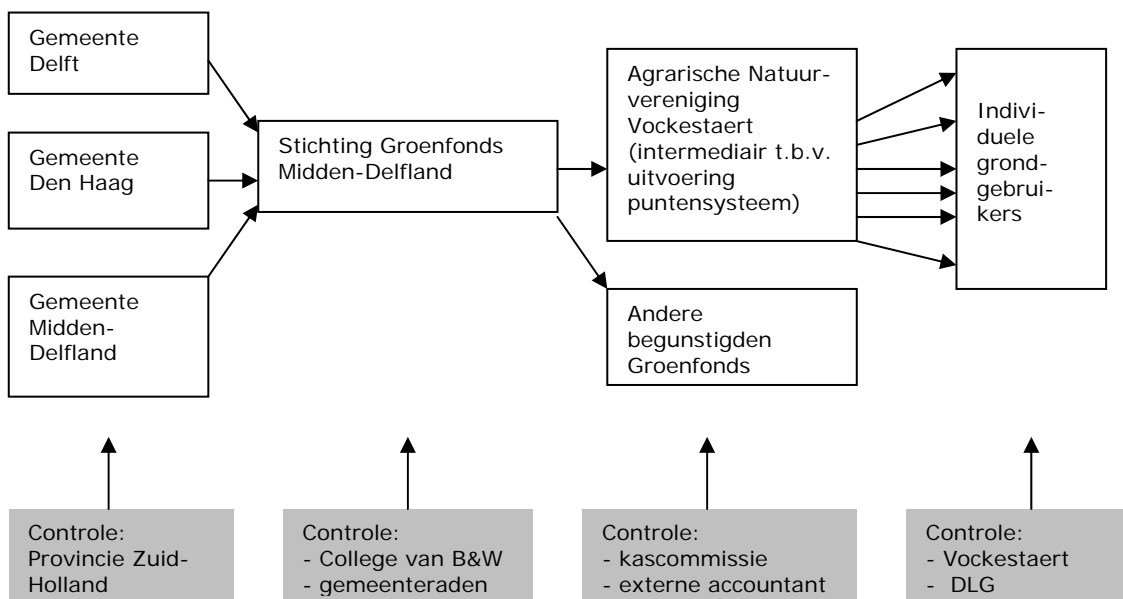 Gemeente
Delft
Gemeente
Den Haag
Gemeente
Midden-
Delfland
Stichting Groenfonds
Midden-Delfland
Agrarische Natuur-
vereniging
Vockestaert
(intermediair t.b.v.
uitvoering
puntensysteem)
Andere
begunstigden
Groenfonds
Indivi-
duele
grond-
gebrui-
kers
Controle:
Provincie Zuid-
Holland
Controle:
- College van B&W
- gemeenteraden
Controle:
- kascommissie
- externe accountant
Controle:
- Vockestaert
- DLG